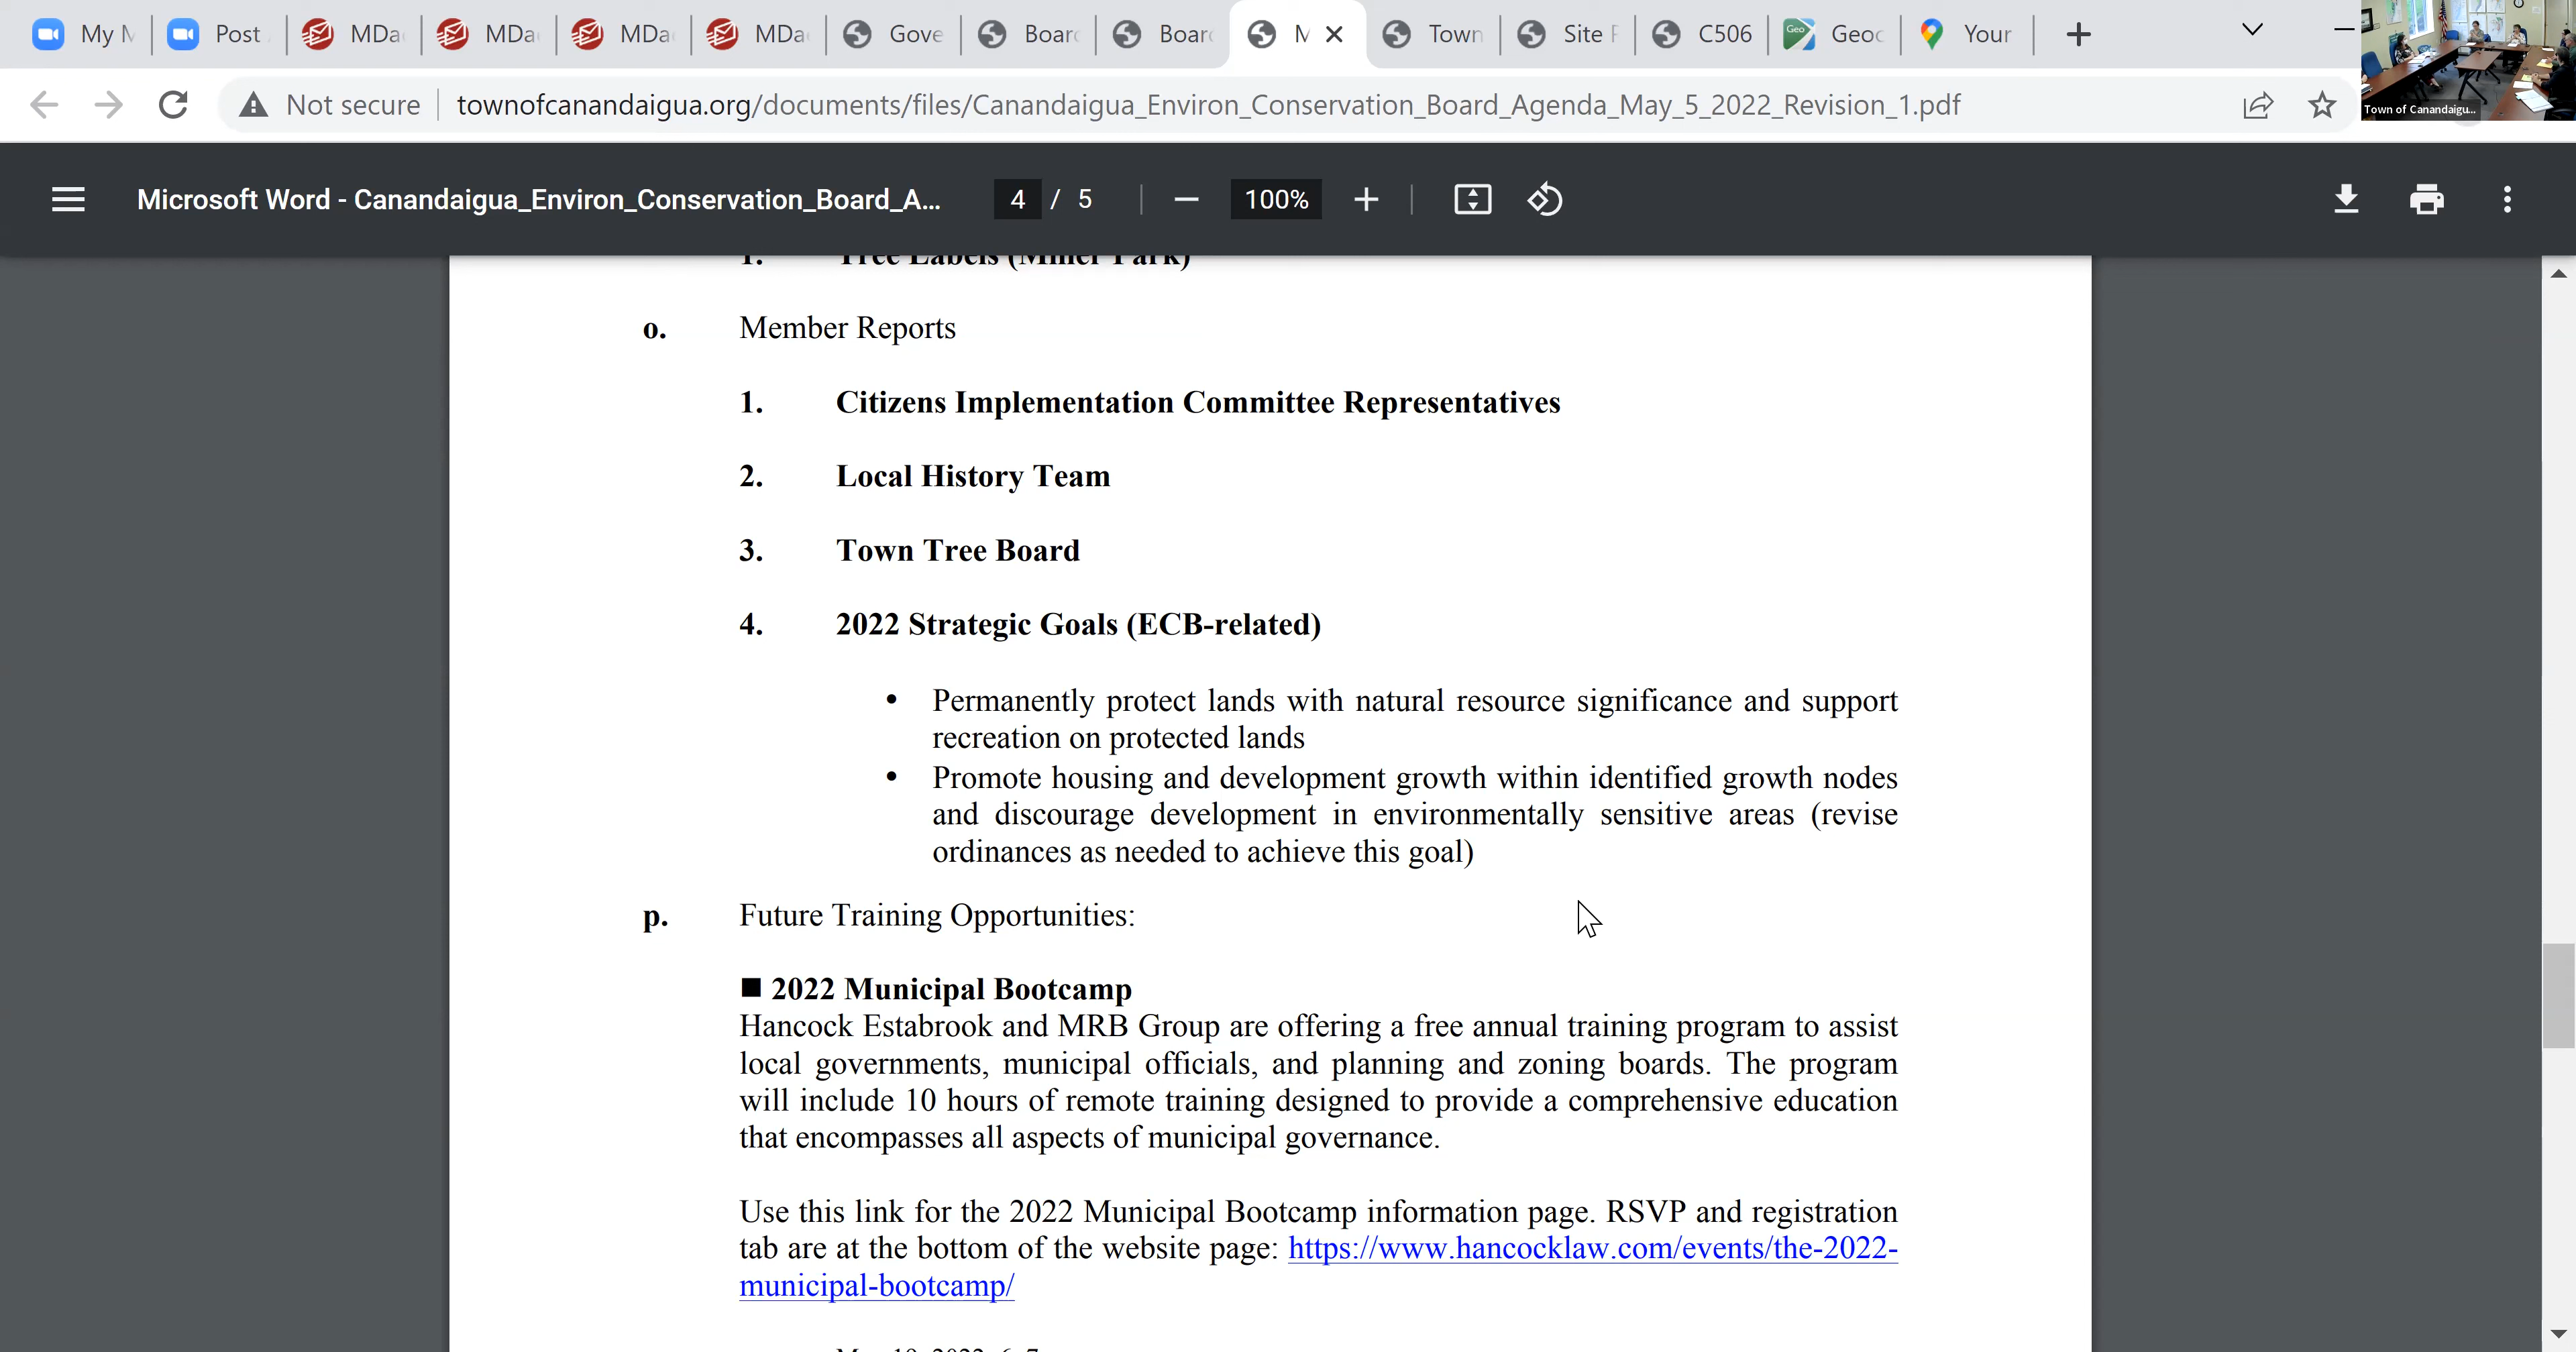 My M
Post
MDa
MDa
MDa
MDa
Gove
Board
Board
M
Town
Site P
C506
Geo
Geoc
Your
Not secure
townofcanandaigua.org/documents/files/Canandaigua_Environ_Conservation_Board_Agenda_May_5_2022_Revision_1.pdf
Town of Canandaigu...
Microsoft Word - Canandaigua_Environ_Conservation_Board_A...
4 / 5
100%
1. Tree Labels (Miller Park)
o. Member Reports
1. Citizens Implementation Committee Representatives
2. Local History Team
3. Town Tree Board
4. 2022 Strategic Goals (ECB-related)
• Permanently protect lands with natural resource significance and support
recreation on protected lands
• Promote housing and development growth within identified growth nodes
and discourage development in environmentally sensitive areas (revise
ordinances as needed to achieve this goal)
p. Future Training Opportunities:
■ 2022 Municipal Bootcamp
Hancock Estabrook and MRB Group are offering a free annual training program to assist
local governments, municipal officials, and planning and zoning boards. The program
will include 10 hours of remote training designed to provide a comprehensive education
that encompasses all aspects of municipal governance.
Use this link for the 2022 Municipal Bootcamp information page. RSVP and registration
tab are at the bottom of the website page: https://www.hancocklaw.com/events/the-2022-
municipal-bootcamp/